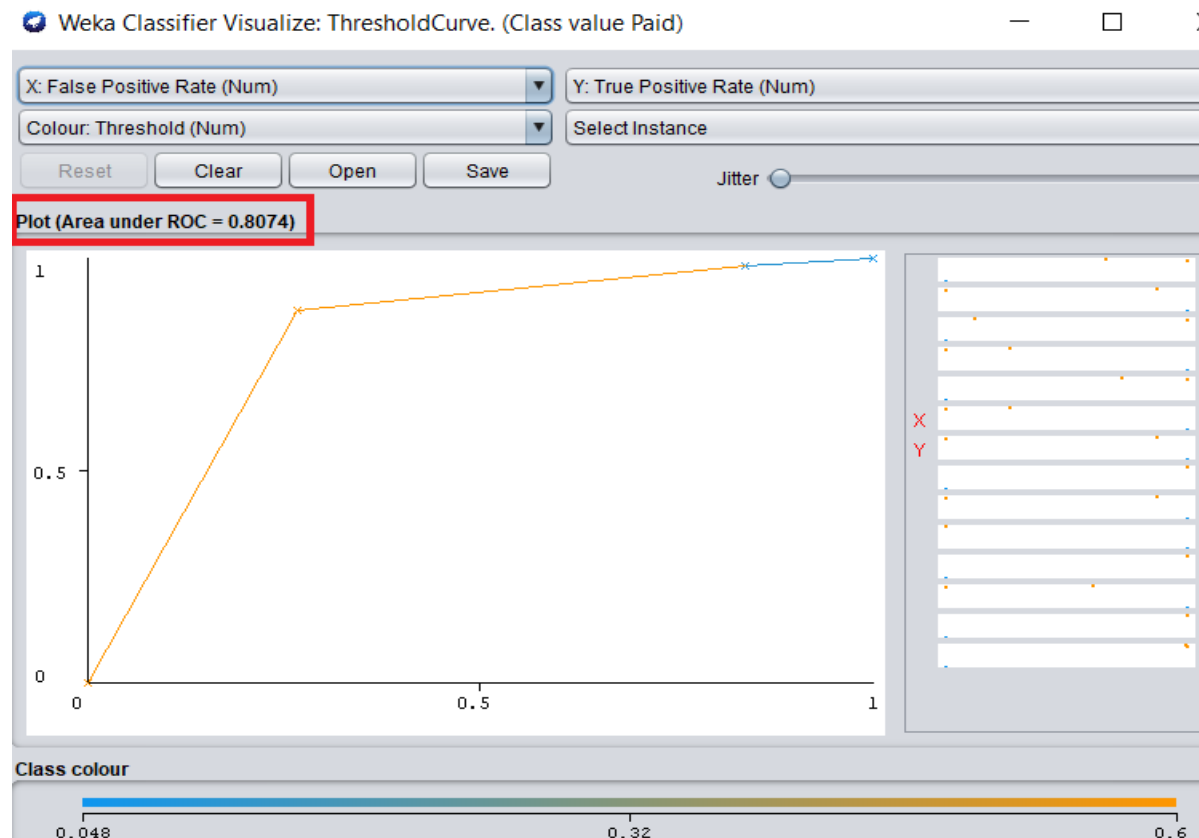 Weka Classifier Visualize: ThresholdCurve. (Class value Paid)
X: False Positive Rate (Num)
Y: True Positive Rate (Num)
Colour: Threshold (Num)
Select Instance
Reset
Clear
Open
Save
Jitter
Plot (Area under ROC = 0.8074)
1
0.5
0
0
0.5
1
X
Y
Class colour
0.048
0.32
0.6